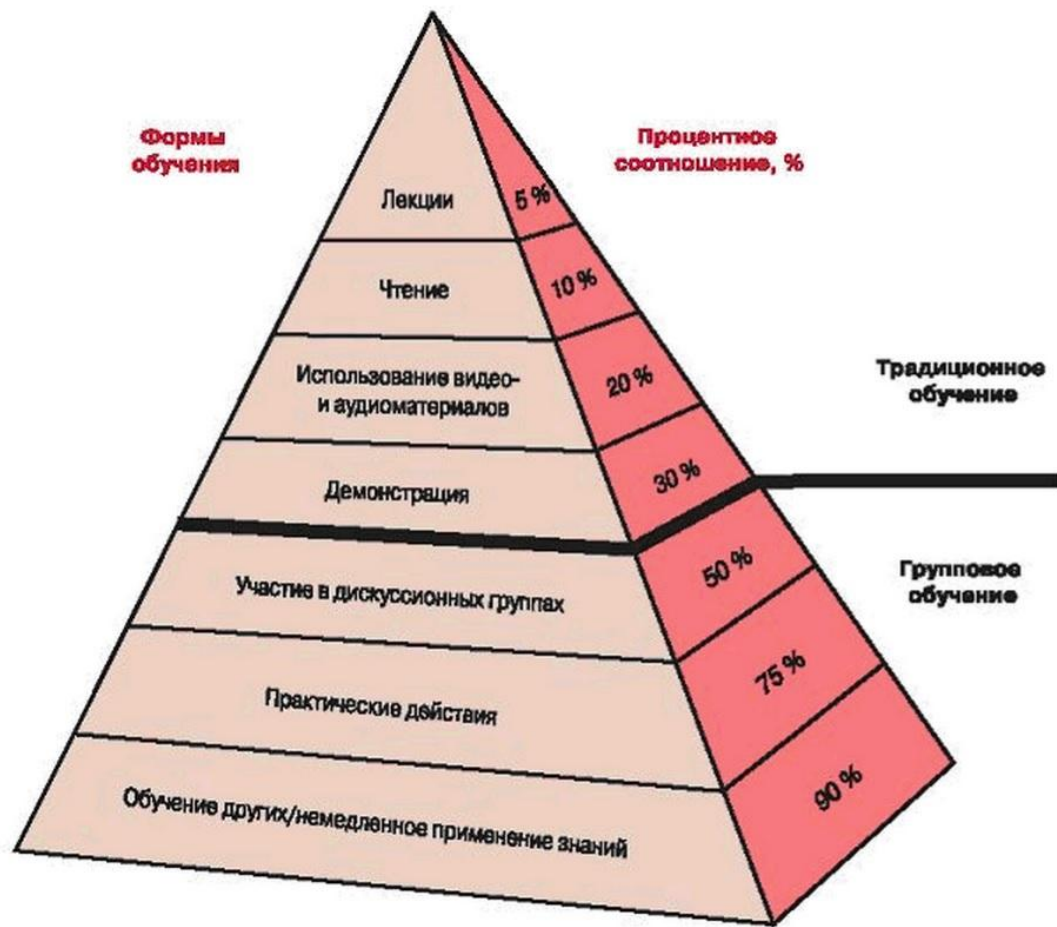 Формы
обучения
Процентное
соотношение, %
Лекции
5 %
Чтение
10 %
Использование видео-
и аудиоматериалов
20 %
Демонстрация
30 %
Традиционное
обучение
Участие в дискуссионных группах
50 %
Групповое
обучение
Практические действия
75 %
Обучение других/немедленное применение знаний
90 %